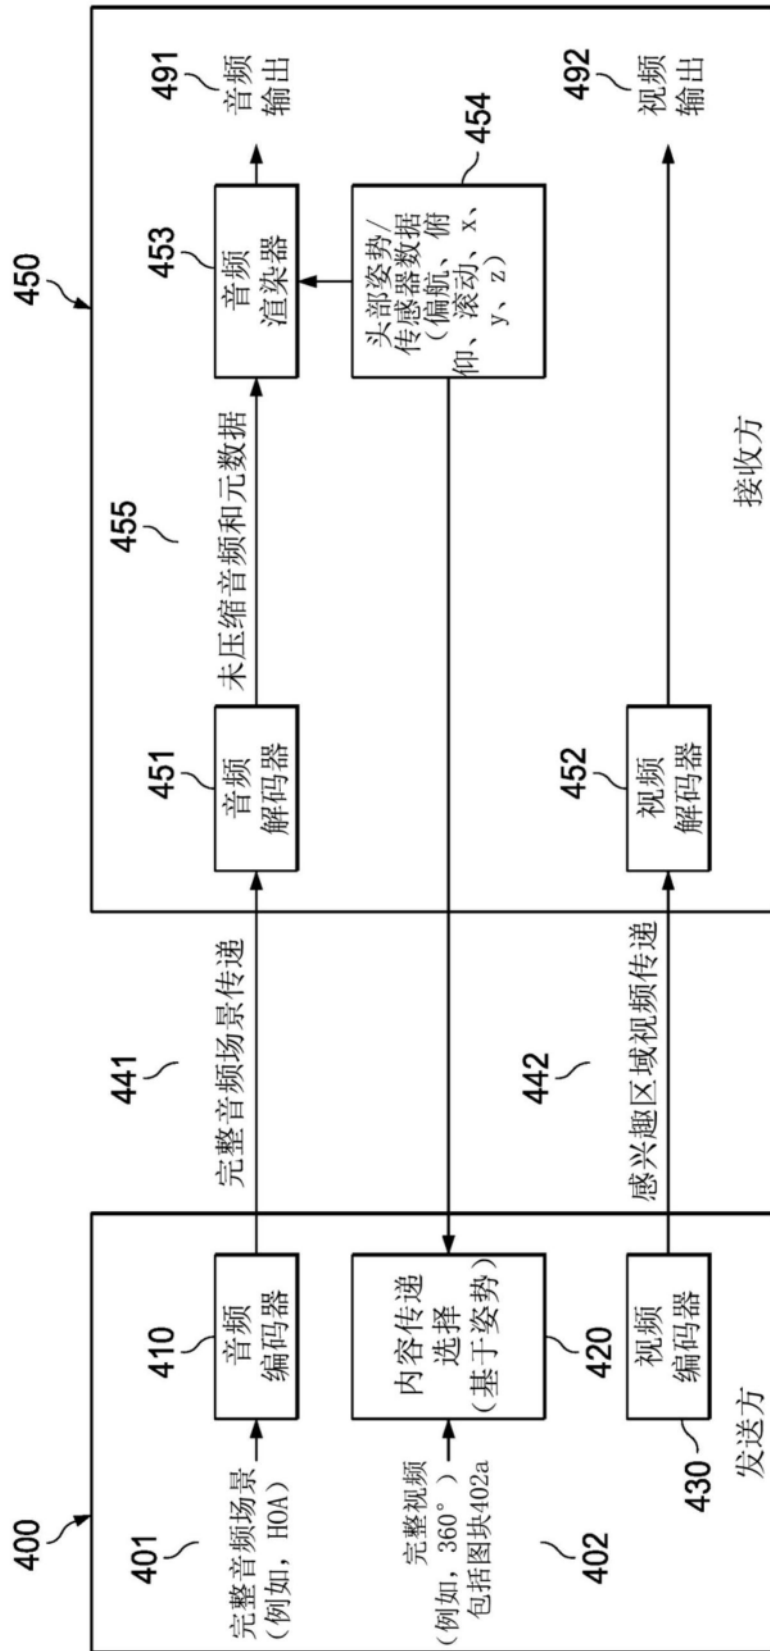 400
401
完整音频场景
(例如, HOA)
410
音频
编码器
441
完整音频场景传递
450
451
音频
解码器
455
未压缩音频和元数据
453
音频
渲染器
491
音频
输出
完整视频
(例如, 360°)
包括图块402a
402
内容传递
选择
(基于姿势)
420
头部姿势/
传感器数据
(偏航、俯
仰、滚动、x、
y、z)
454
430
视频
编码器
442
感兴趣区域视频传递
452
视频
解码器
492
视频
输出
发送方
接收方